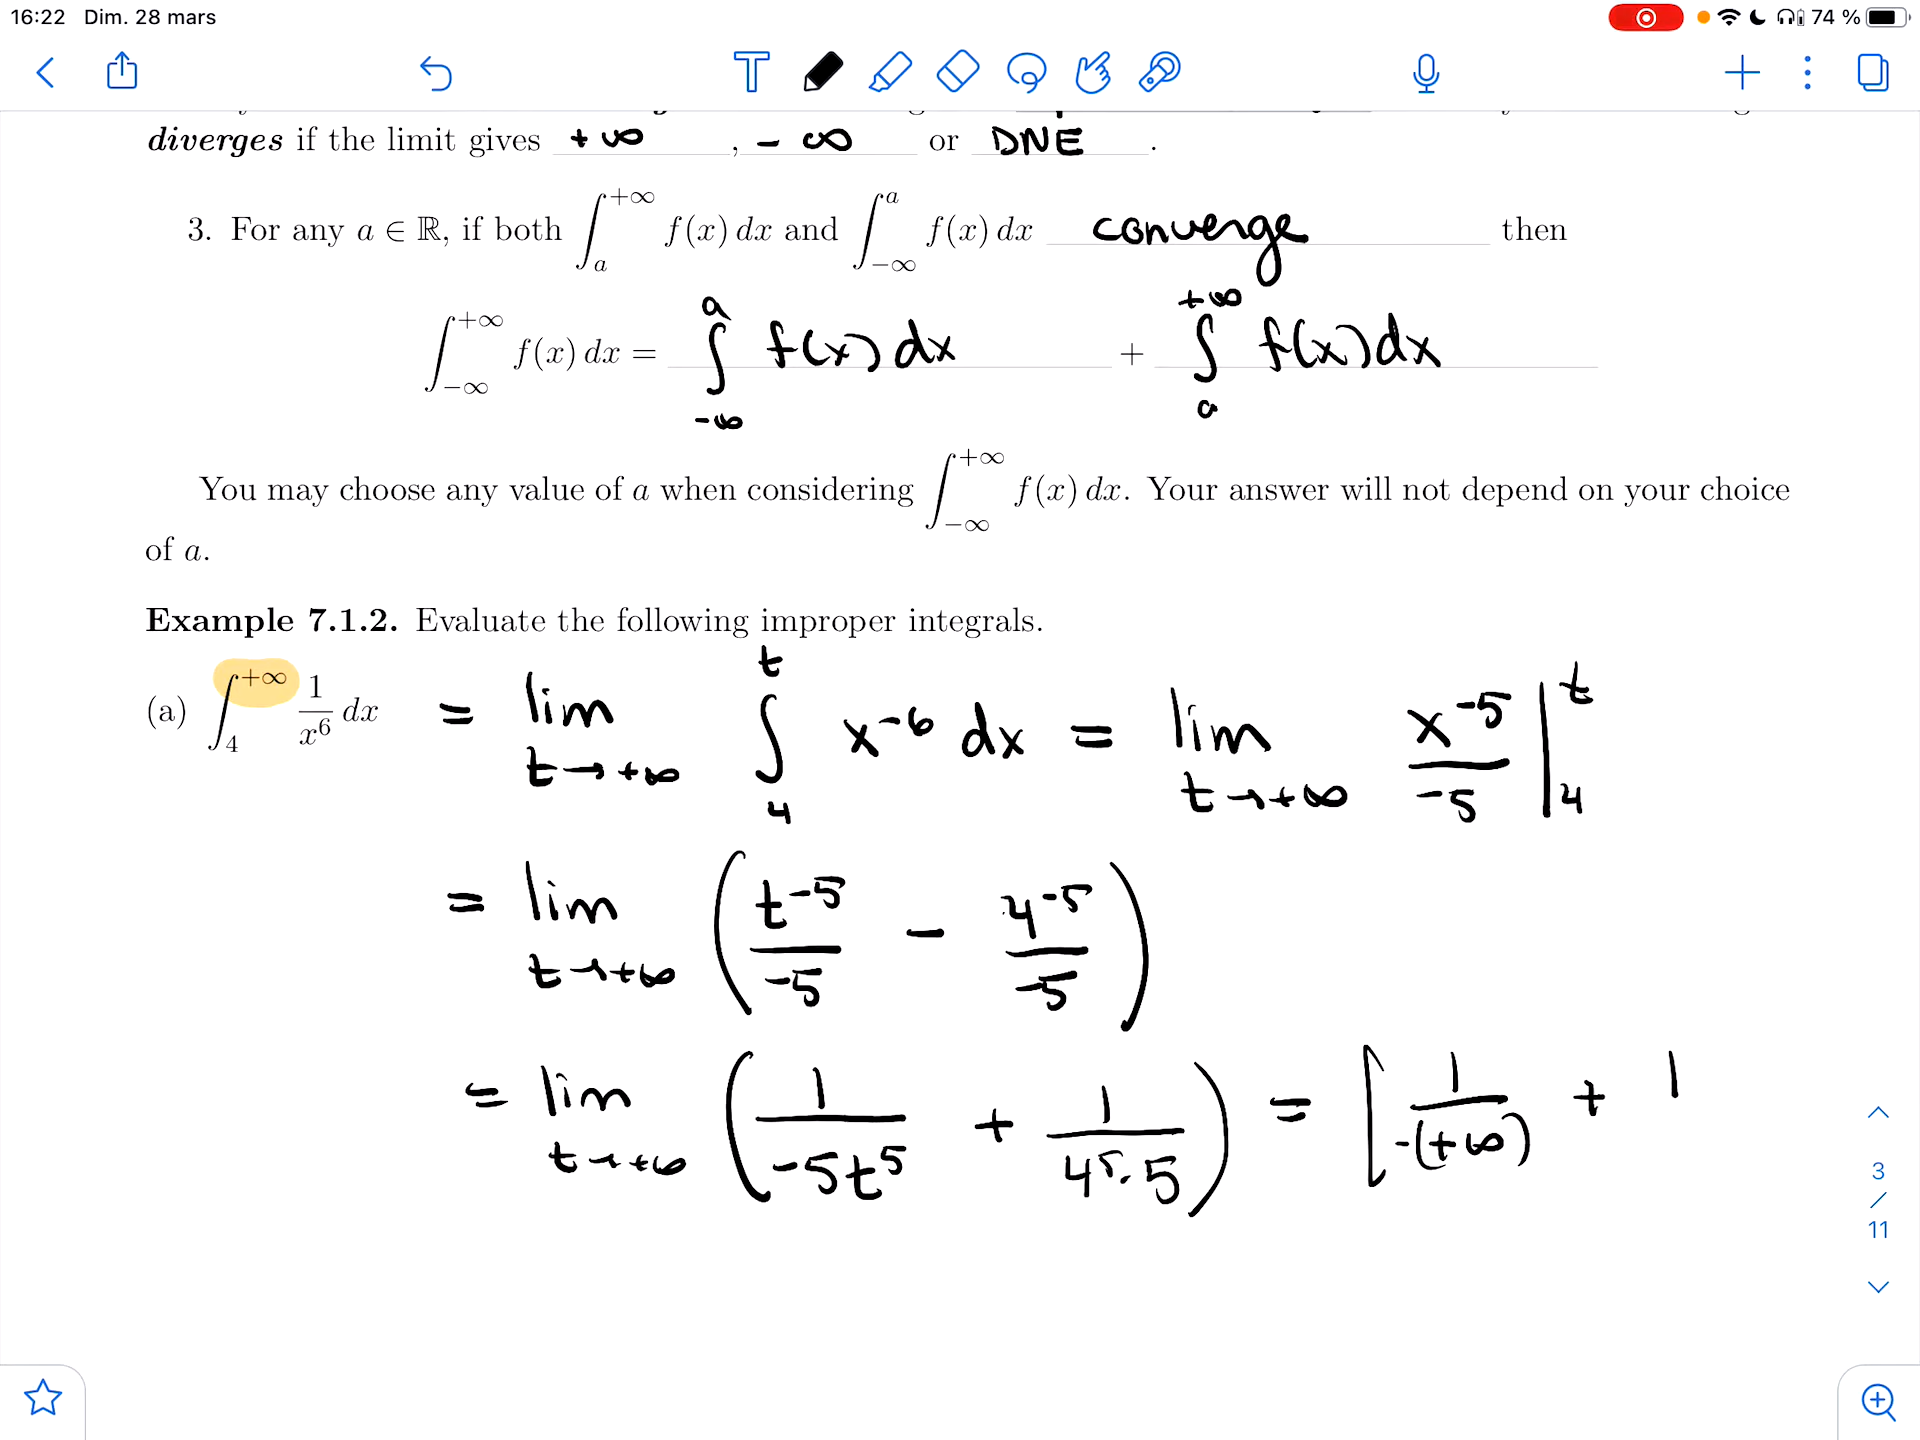 16:22 Dim. 28 mars 74 %
diverges if the limit gives +∞ , -∞ or DNE .
3. For any a ∈ ℝ, if both ∫_a^{+∞} f(x) dx and ∫_{-∞}^a f(x) dx converge then
∫_{-∞}^{+∞} f(x) dx = ∫_{-∞}^a f(x) dx + ∫_a^{+∞} f(x) dx
You may choose any value of a when considering ∫_{-∞}^{+∞} f(x) dx. Your answer will not depend on your choice
of a.
Example 7.1.2. Evaluate the following improper integrals.
(a) ∫_4^{+∞} 1/x^6 dx = lim_{t→+∞} ∫_4^t x^{-6} dx = lim_{t→+∞} x^{-5}/-5 |_4^t
= lim_{t→+∞} (t^{-5}/-5 - 4^{-5}/-5)
= lim_{t→+∞} (1/-5t^5 + 1/4^5·5) = [1/-(+∞) + 1
3
/
11